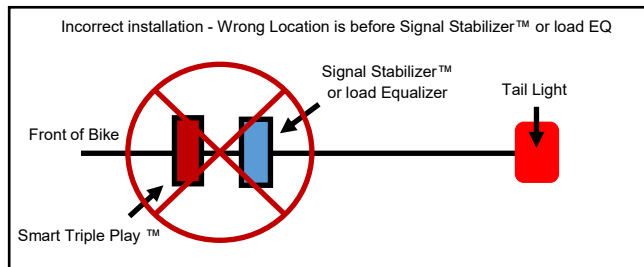 Incorrect installation - Wrong Location is before Signal Stabilizer™ or load EQ
Signal Stabilizer™
or load Equalizer
Tail Light
Front of Bike
Smart Triple Play ™